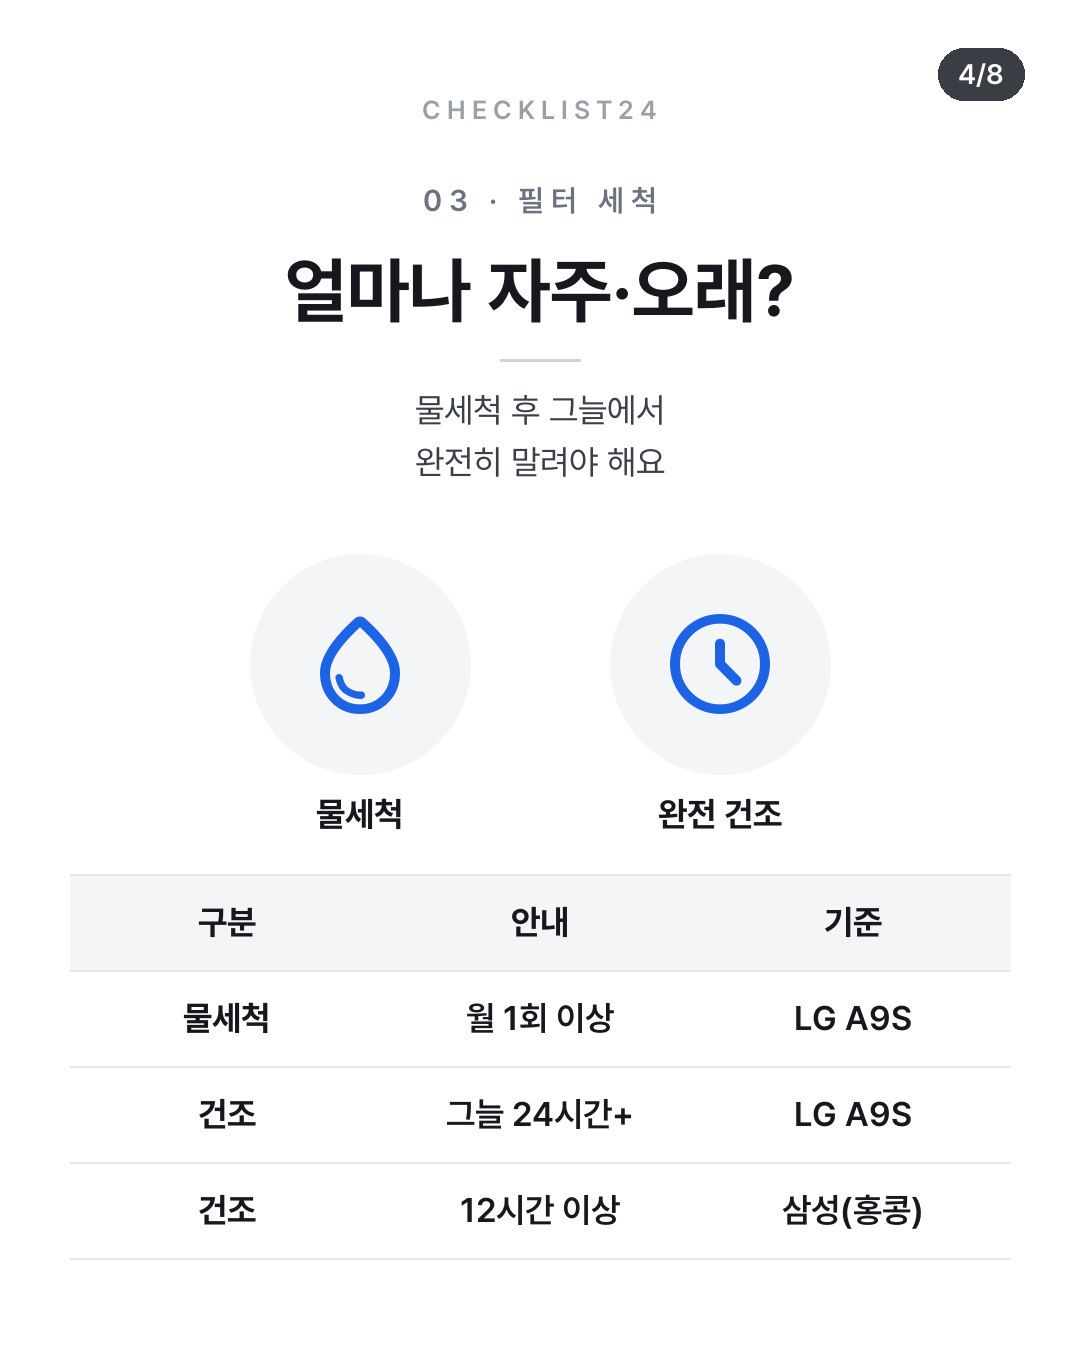 4/8
CHECKLIST24
03 · 필터 세척
얼마나 자주·오래?
물세척 후 그늘에서
완전히 말려야 해요
물세척
완전 건조
구분 안내 기준
물세척 월 1회 이상 LG A9S
건조 그늘 24시간+ LG A9S
건조 12시간 이상 삼성(홍콩)